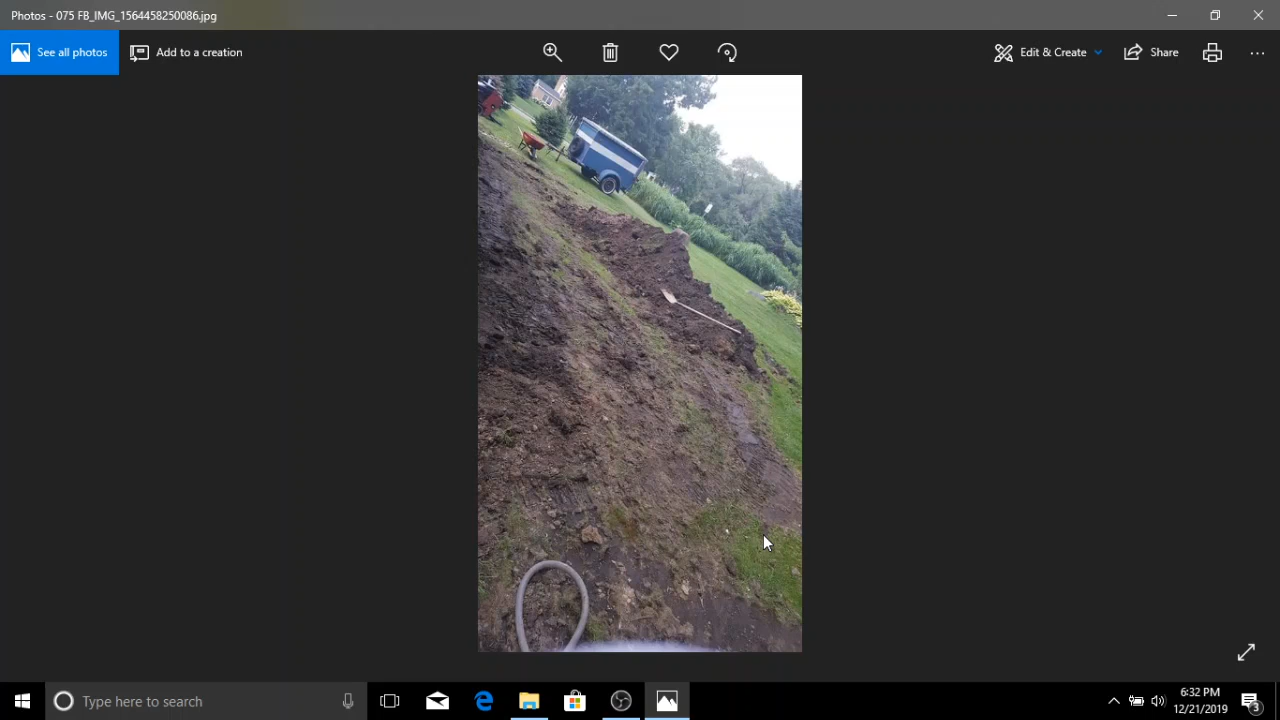 Photos - 075 FB_IMG_1564458250086.jpg
See all photos
Add to a creation
Edit & Create
Share
Type here to search
6:32 PM
12/21/2019
3